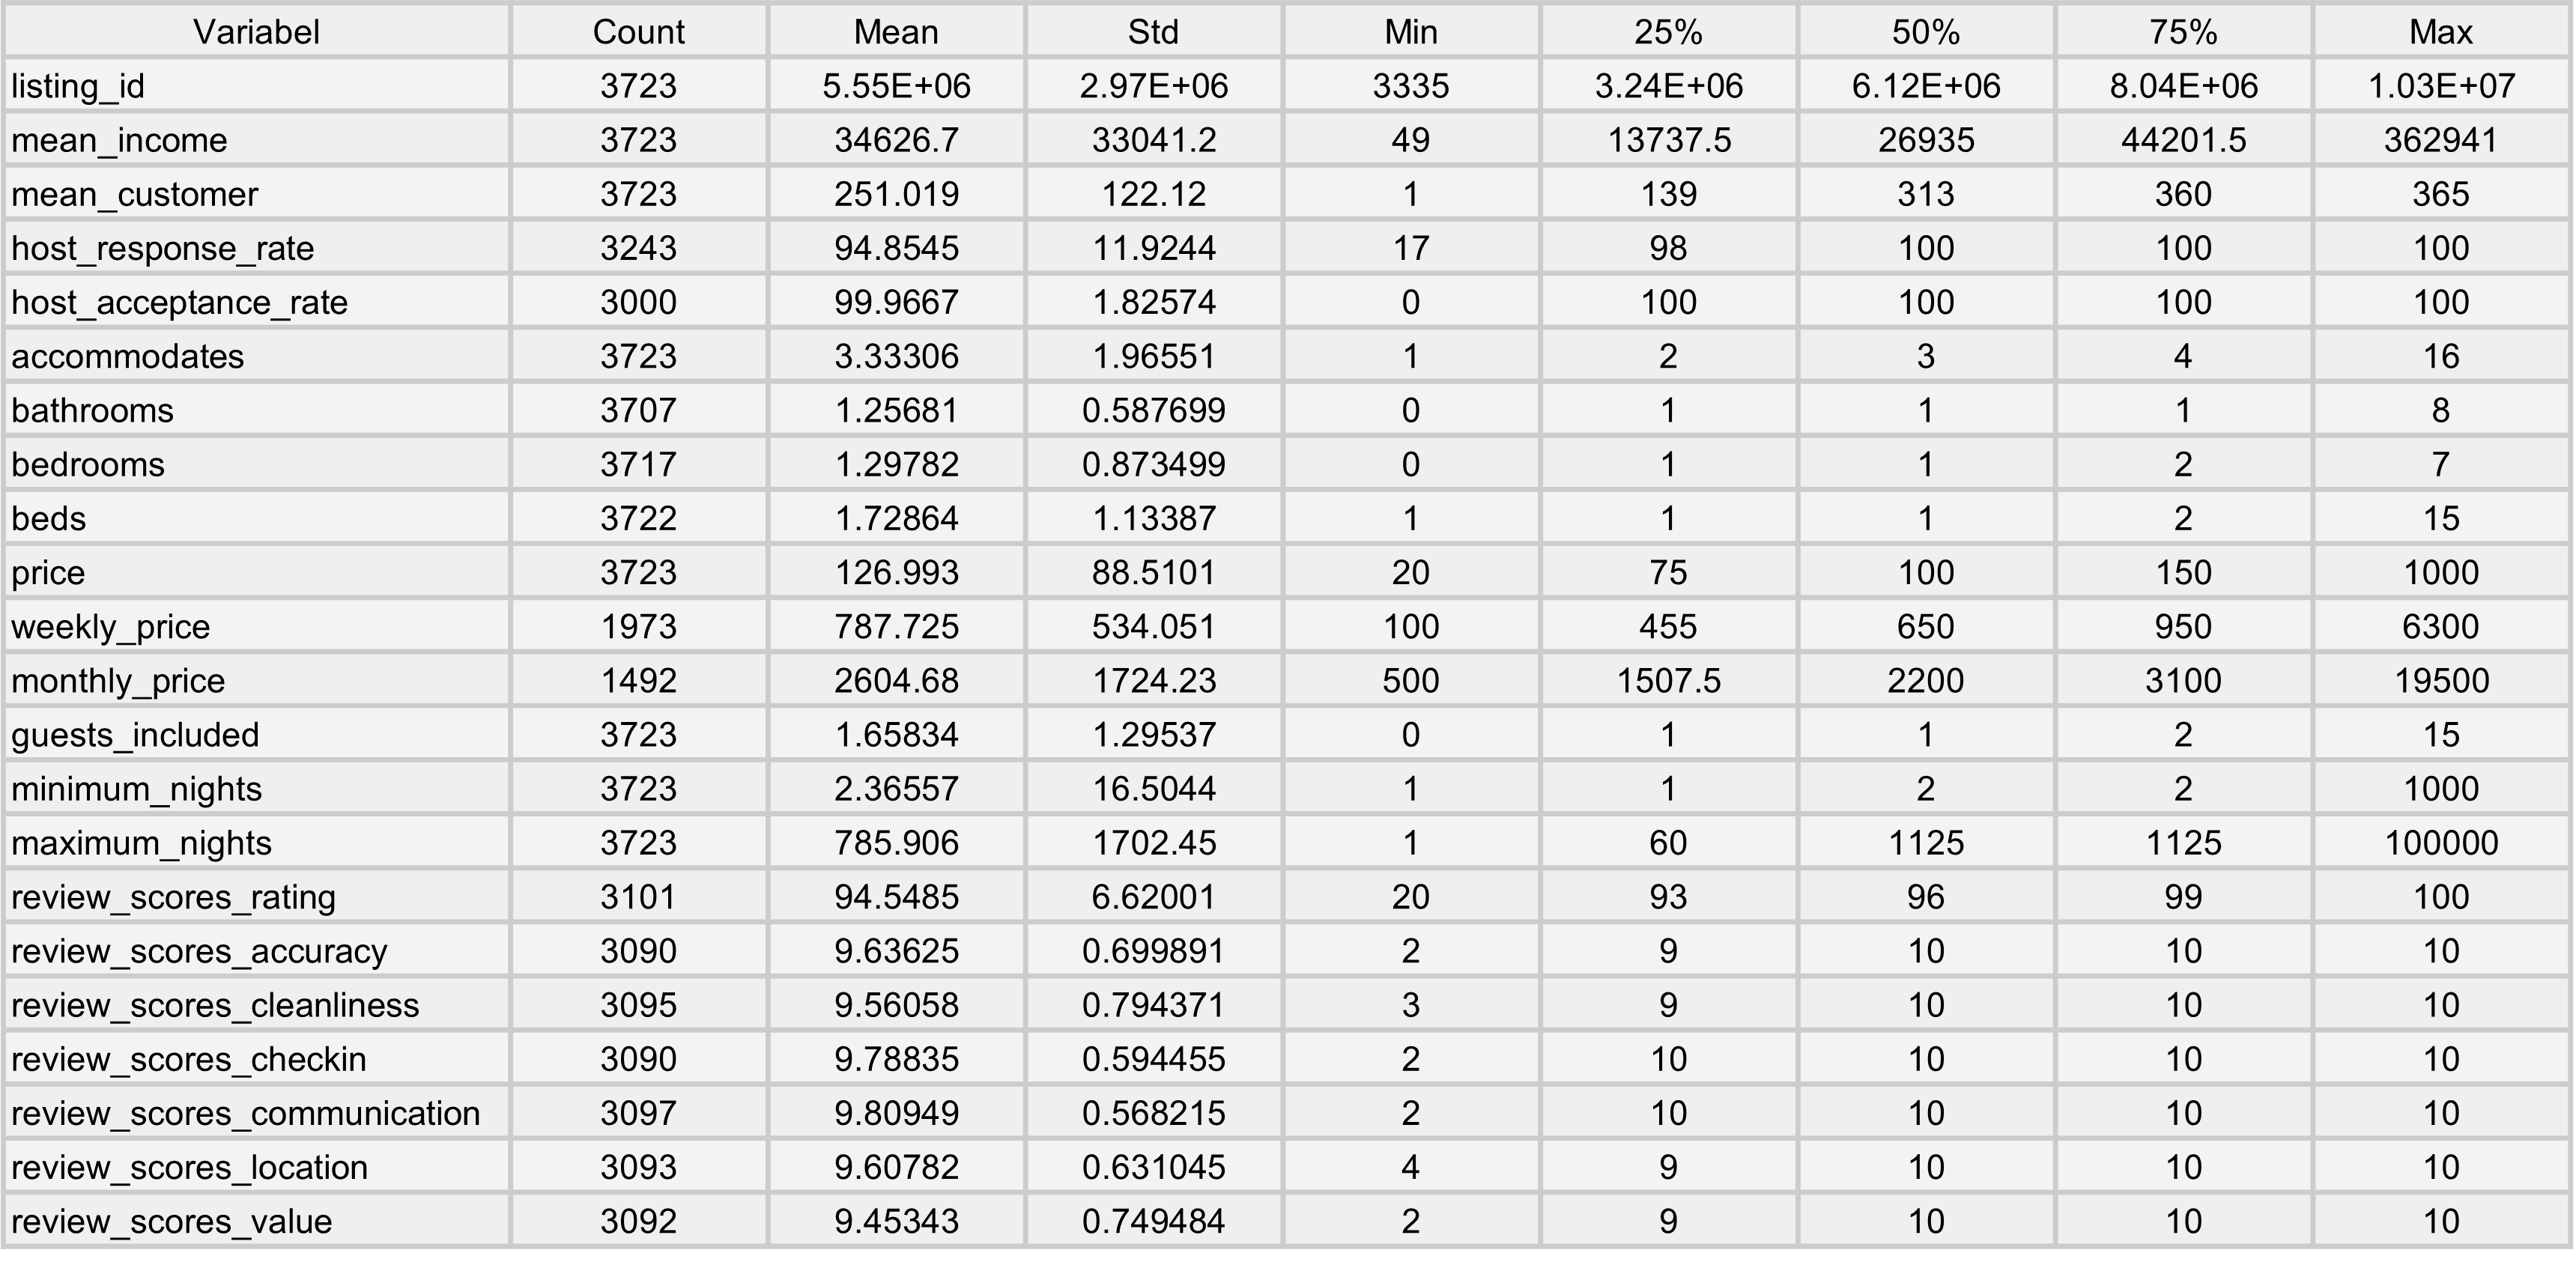 Variabel Count Mean Std Min 25% 50% 75% Max
listing_id 3723 5.55E+06 2.97E+06 3335 3.24E+06 6.12E+06 8.04E+06 1.03E+07
mean_income 3723 34626.7 33041.2 49 13737.5 26935 44201.5 362941
mean_customer 3723 251.019 122.12 1 139 313 360 365
host_response_rate 3243 94.8545 11.9244 17 98 100 100 100
host_acceptance_rate 3000 99.9667 1.82574 0 100 100 100 100
accommodates 3723 3.33306 1.96551 1 2 3 4 16
bathrooms 3707 1.25681 0.587699 0 1 1 1 8
bedrooms 3717 1.29782 0.873499 0 1 1 2 7
beds 3722 1.72864 1.13387 1 1 1 2 15
price 3723 126.993 88.5101 20 75 100 150 1000
weekly_price 1973 787.725 534.051 100 455 650 950 6300
monthly_price 1492 2604.68 1724.23 500 1507.5 2200 3100 19500
guests_included 3723 1.65834 1.29537 0 1 1 2 15
minimum_nights 3723 2.36557 16.5044 1 1 2 2 1000
maximum_nights 3723 785.906 1702.45 1 60 1125 1125 100000
review_scores_rating 3101 94.5485 6.62001 20 93 96 99 100
review_scores_accuracy 3090 9.63625 0.699891 2 9 10 10 10
review_scores_cleanliness 3095 9.56058 0.794371 3 9 10 10 10
review_scores_checkin 3090 9.78835 0.594455 2 10 10 10 10
review_scores_communication 3097 9.80949 0.568215 2 10 10 10 10
review_scores_location 3093 9.60782 0.631045 4 9 10 10 10
review_scores_value 3092 9.45343 0.749484 2 9 10 10 10